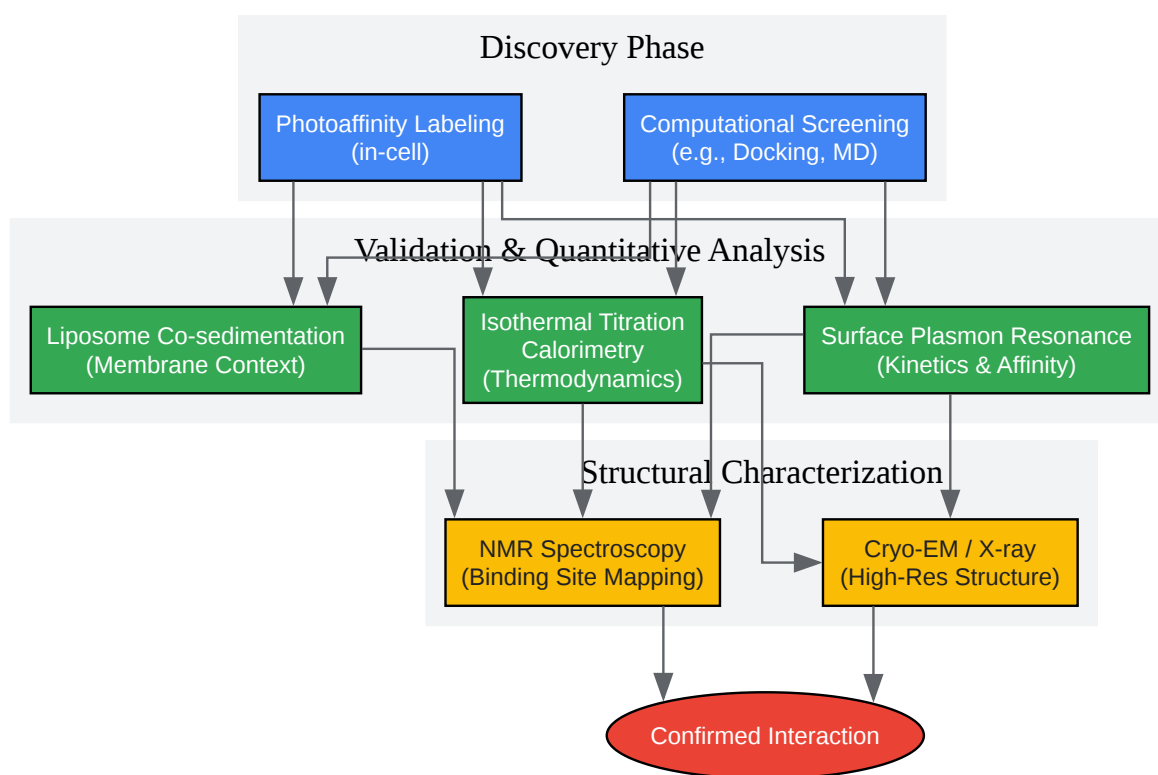 Discovery Phase
Photoaffinity Labeling
(in-cell)
Computational Screening
(e.g., Docking, MD)
Validation & Quantitative Analysis
Liposome Co-sedimentation
(Membrane Context)
Isothermal Titration
Calorimetry
(Thermodynamics)
Surface Plasmon Resonance
(Kinetics & Affinity)
Structural Characterization
NMR Spectroscopy
(Binding Site Mapping)
Cryo-EM / X-ray
(High-Res Structure)
Confirmed Interaction